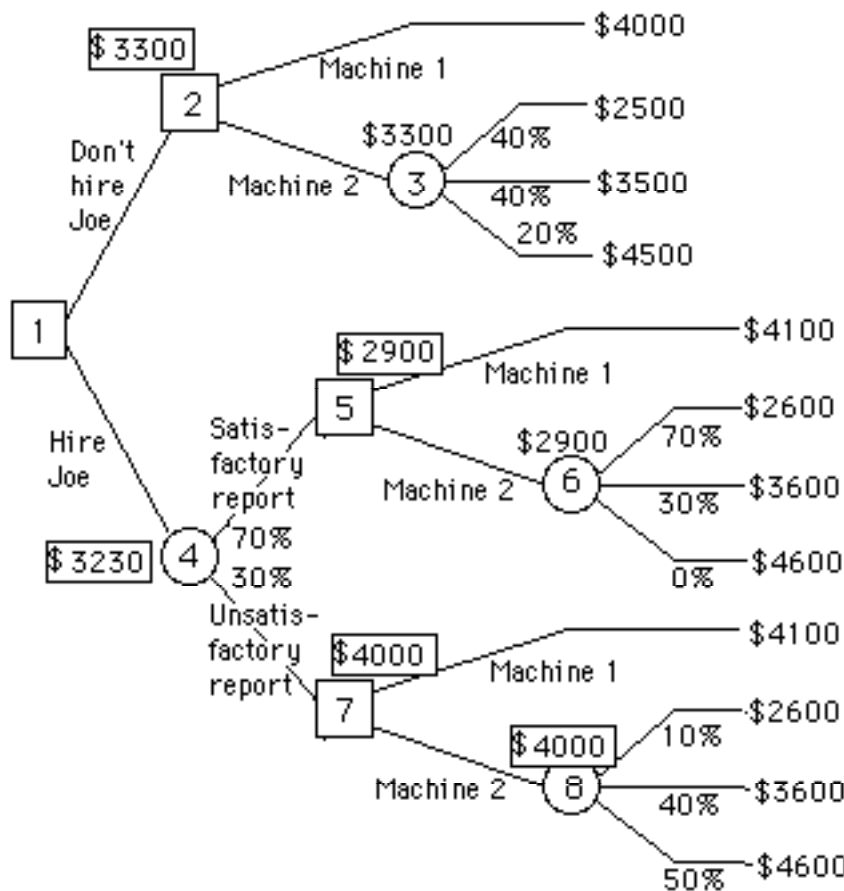 $4000
$ 3300
Machine 1
2
$2500
$3300
40%
Don't
hire
Joe
Machine 2
3
$3500
40%
20%
$4500
1
$4100
$ 2900
Machine 1
5
$2600
Satis-
factory
report
$2900
70%
Hire
Joe
Machine 2
6
$3600
30%
70%
4
$ 3230
30%
$4600
0%
Unsatis-
factory
report
$4100
$4000
Machine 1
7
$2600
10%
$ 4000
Machine 2
8
$3600
40%
$4600
50%